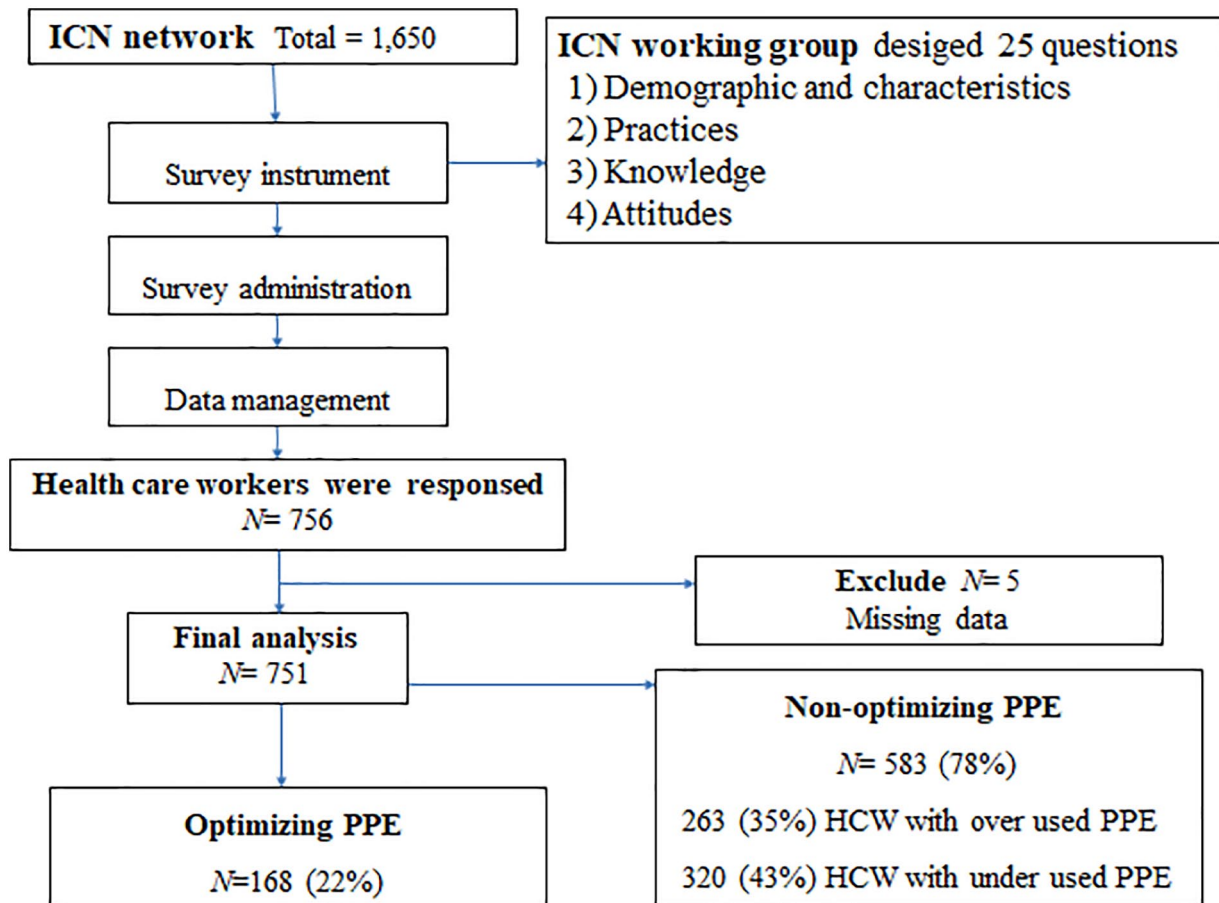 ICN network Total = 1,650
ICN working group desiged 25 questions
1) Demographic and characteristics
2) Practices
3) Knowledge
4) Attitudes
Survey instrument
Survey administration
Data management
Health care workers were responsed
N= 756
Exclude N= 5
Missing data
Final analysis
N= 751
Non-optimizing PPE
N= 583 (78%)
263 (35%) HCW with over used PPE
320 (43%) HCW with under used PPE
Optimizing PPE
N=168 (22%)